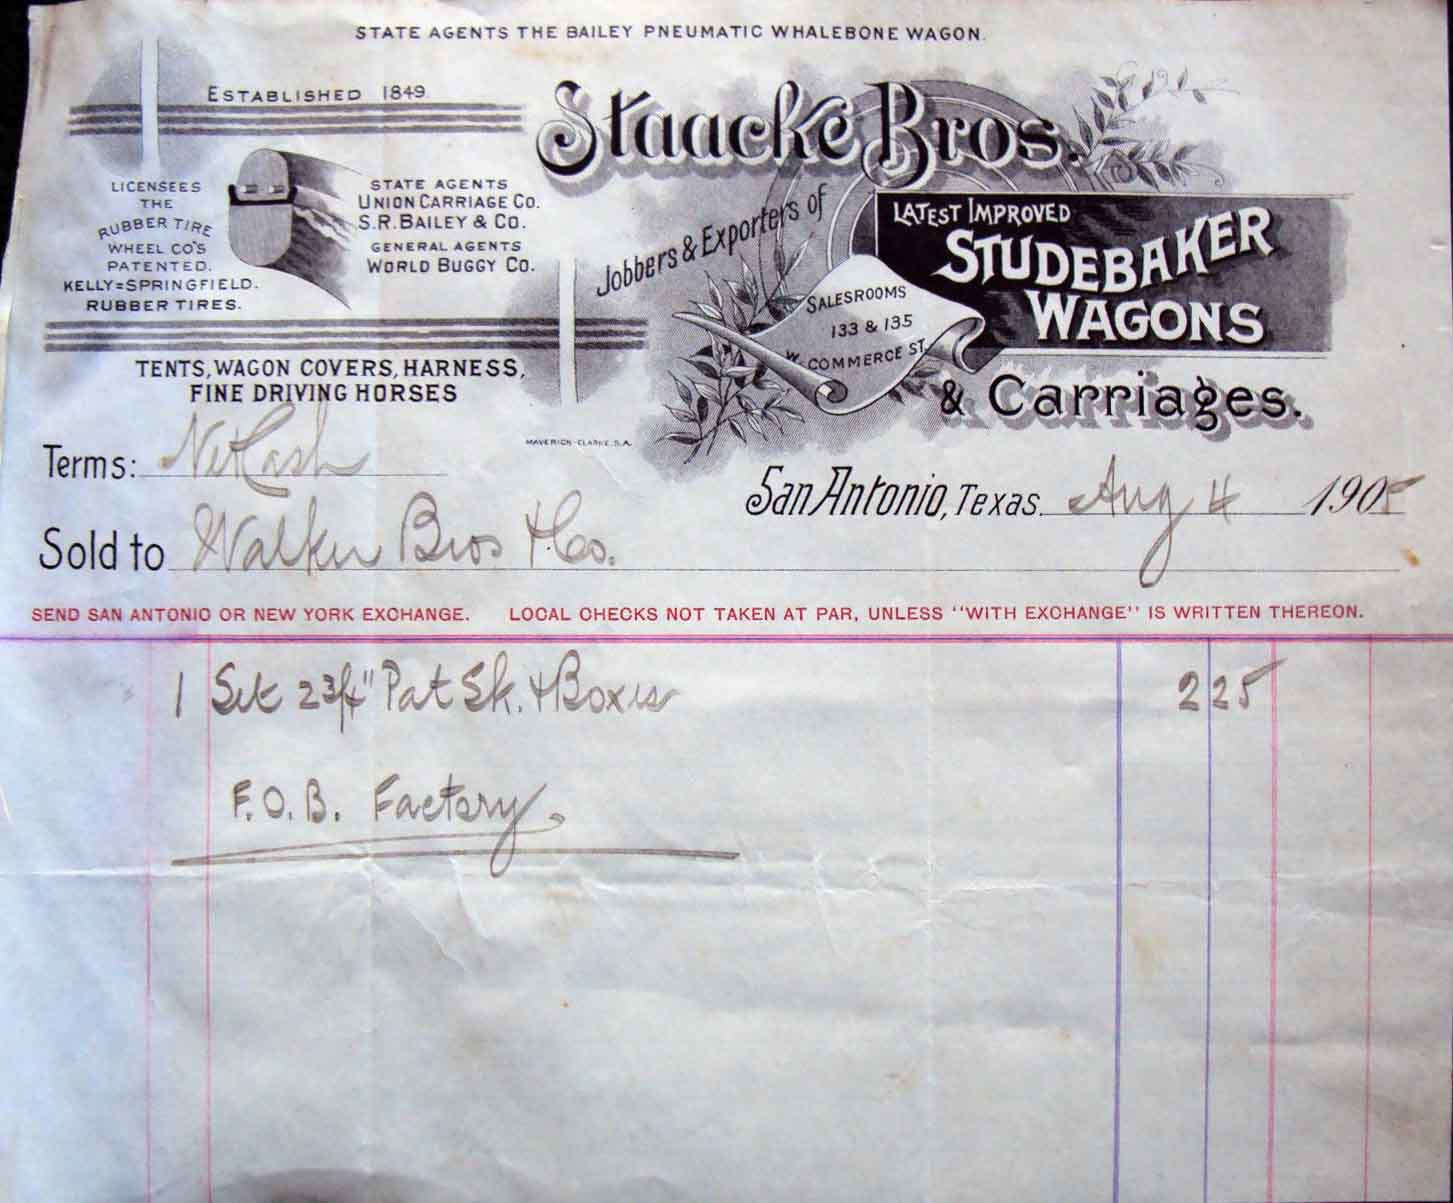 STATE AGENTS THE BAILEY PNEUMATIC WHALEBONE WAGON.
ESTABLISHED 1849.
Staacke Bros.
LICENSEES
THE
RUBBER TIRE
WHEEL CO'S
PATENTED.
KELLY=SPRINGFIELD.
RUBBER TIRES.
STATE AGENTS
UNION CARRIAGE CO.
S.R.BAILEY & CO.
GENERAL AGENTS
WORLD BUGGY CO.
Jobbers & Exporters of
LATEST IMPROVED
STUDEBAKER
WAGONS
& Carriages.
SALESROOMS
133 & 135
W. COMMERCE ST.
TENTS, WAGON COVERS, HARNESS,
FINE DRIVING HORSES
MAVERICK-CLARKE, S.A.
Terms: Net Cash
San Antonio, Texas. Aug 4 1905
Sold to Walker Bros & Co.
SEND SAN ANTONIO OR NEW YORK EXCHANGE. LOCAL CHECKS NOT TAKEN AT PAR, UNLESS "WITH EXCHANGE" IS WRITTEN THEREON.
1 Set 2 3/4" Pat Sk. & Boxes 2 25
F.O.B. Factory.